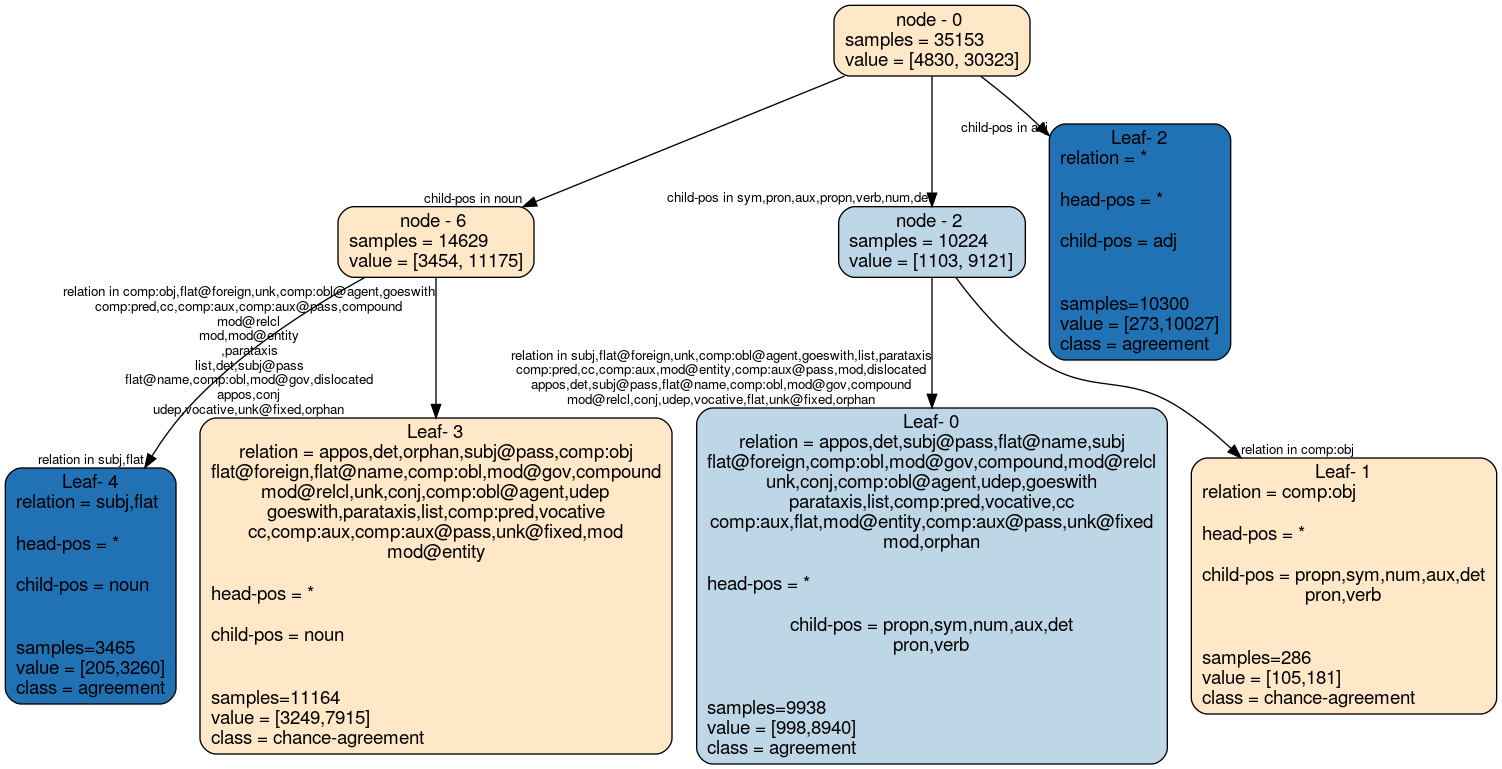 node - 0
samples = 35153
value = [4830, 30323]
child-pos in adj
Leaf- 2
relation = *
head-pos = *
child-pos = adj
samples=10300
value = [273,10027]
class = agreement
child-pos in noun
node - 6
samples = 14629
value = [3454, 11175]
child-pos in sym,pron,aux,propn,verb,num,det
node - 2
samples = 10224
value = [1103, 9121]
relation in comp:obj,flat@foreign,unk,comp:obl@agent,goeswith
comp:pred,cc,comp:aux,comp:aux@pass,compound
mod@relcl
mod,mod@entity
,parataxis
list,det,subj@pass
flat@name,comp:obl,mod@gov,dislocated
appos,conj
udep,vocative,unk@fixed,orphan
relation in subj,flat@foreign,unk,comp:obl@agent,goeswith,list,parataxis
comp:pred,cc,comp:aux,mod@entity,comp:aux@pass,mod,dislocated
appos,det,subj@pass,flat@name,comp:obl,mod@gov,compound
mod@relcl,conj,udep,vocative,flat,unk@fixed,orphan
relation in subj,flat
Leaf- 4
relation = subj,flat
head-pos = *
child-pos = noun
samples=3465
value = [205,3260]
class = agreement
Leaf- 3
relation = appos,det,orphan,subj@pass,comp:obj
flat@foreign,flat@name,comp:obl,mod@gov,compound
mod@relcl,unk,conj,comp:obl@agent,udep
goeswith,parataxis,list,comp:pred,vocative
cc,comp:aux,comp:aux@pass,unk@fixed,mod
mod@entity
head-pos = *
child-pos = noun
samples=11164
value = [3249,7915]
class = chance-agreement
Leaf- 0
relation = appos,det,subj@pass,flat@name,subj
flat@foreign,comp:obl,mod@gov,compound,mod@relcl
unk,conj,comp:obl@agent,udep,goeswith
parataxis,list,comp:pred,vocative,cc
comp:aux,flat,mod@entity,comp:aux@pass,unk@fixed
mod,orphan
head-pos = *
child-pos = propn,sym,num,aux,det
pron,verb
samples=9938
value = [998,8940]
class = agreement
relation in comp:obj
Leaf- 1
relation = comp:obj
head-pos = *
child-pos = propn,sym,num,aux,det
pron,verb
samples=286
value = [105,181]
class = chance-agreement